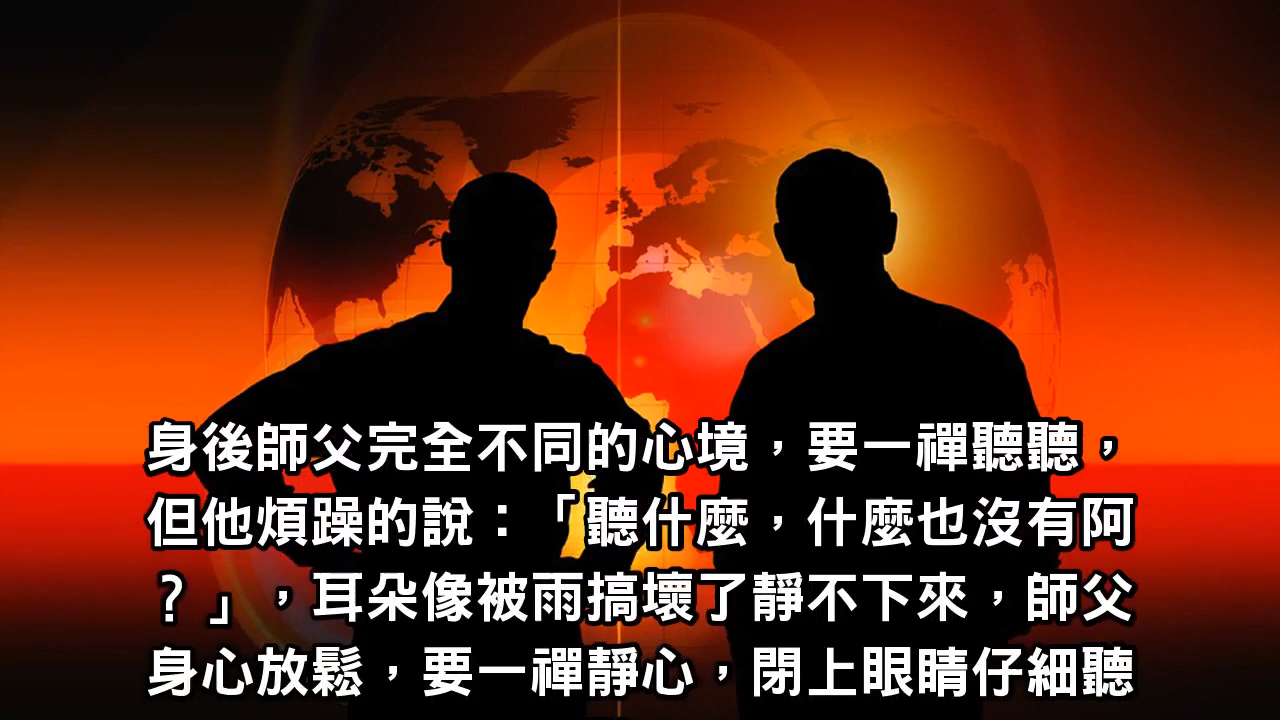 身後師父完全不同的心境，要一禪聽聽，
但他煩躁的說：「聽什麼，什麼也沒有阿
？」，耳朵像被雨搞壞了靜不下來，師父
身心放鬆，要一禪靜心，閉上眼睛仔細聽